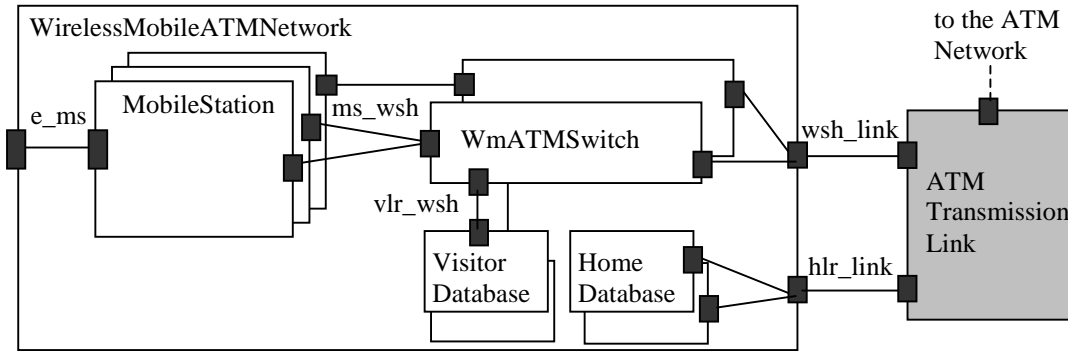 WirelessMobileATMNetwork
to the ATM
Network
MobileStation
e_ms
ms_wsh
WmATMSwitch
wsh_link
vlr_wsh
ATM
Transmission
Link
Visitor
Database
Home
Database
hlr_link